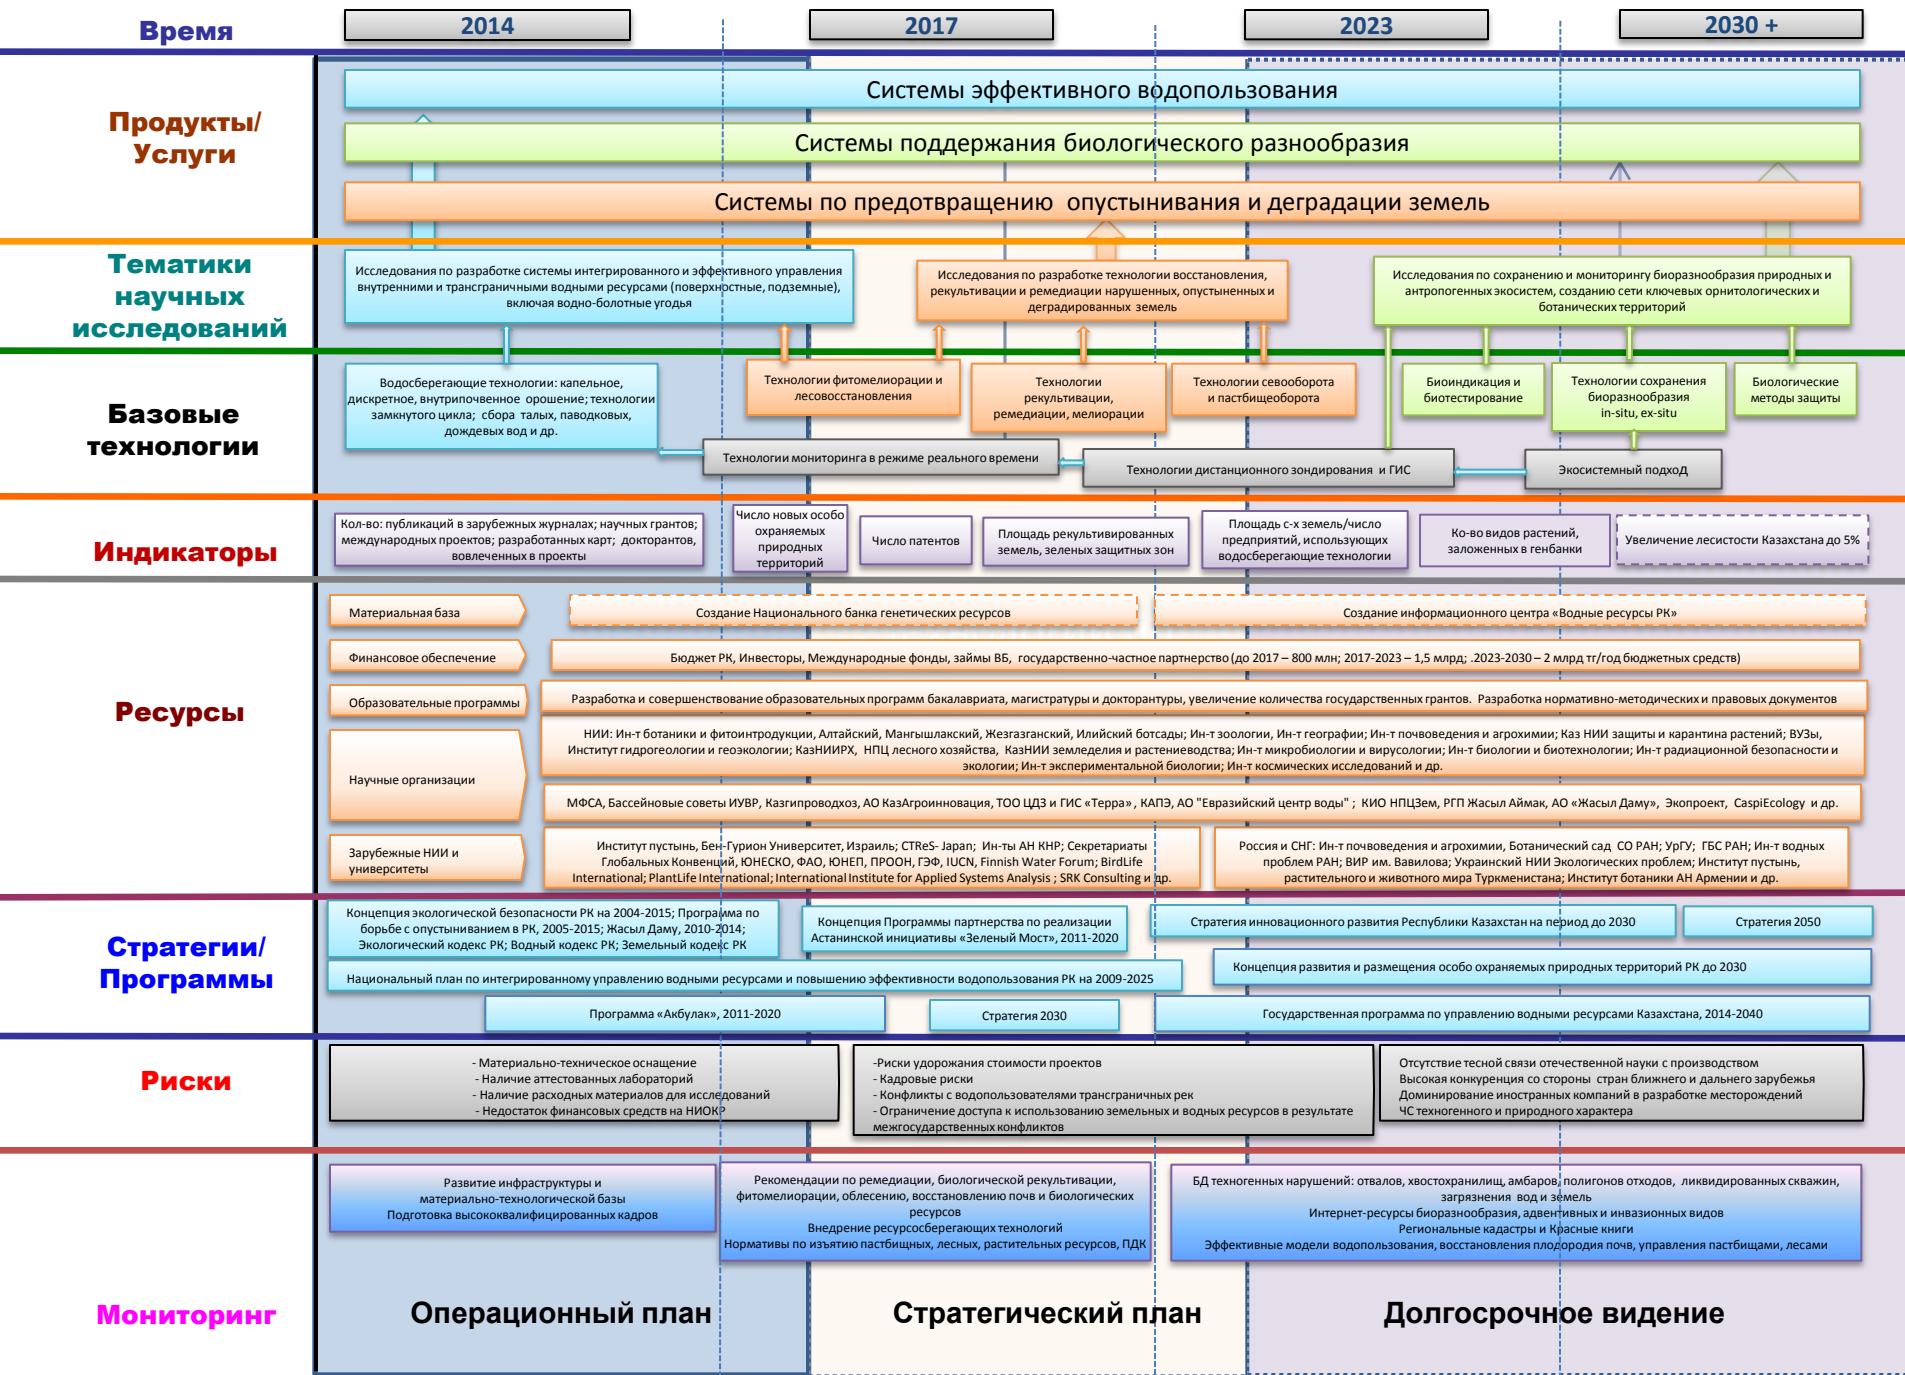 Время
2014
2017
2023
2030 +
Продукты/
Услуги
Системы эффективного водопользования
Системы поддержания биологического разнообразия
Системы по предотвращению опустынивания и деградации земель
Тематики
научных
исследований
Исследования по разработке системы интегрированного и эффективного управления
внутренними и трансграничными водными ресурсами (поверхностные, подземные),
включая водно-болотные угодья
Исследования по разработке технологии восстановления,
рекультивации и ремедиации нарушенных, опустыненных и
деградированных земель
Исследования по сохранению и мониторингу биоразнообразия природных и
антропогенных экосистем, созданию сети ключевых орнитологических и
ботанических территорий
Базовые
технологии
Водосберегающие технологии: капельное,
дискретное, внутрипочвенное орошение; технологии
замкнутого цикла; сбора талых, паводковых,
дождевых вод и др.
Технологии фитомелиорации и
лесовосстановления
Технологии
рекультивации,
ремедиации, мелиорации
Технологии севооборота
и пастбищеоборота
Биоиндикация и
биотестирование
Технологии сохранения
биоразнообразия
in-situ, ex-situ
Биологические
методы защиты
Технологии мониторинга в режиме реального времени
Технологии дистанционного зондирования и ГИС
Экосистемный подход
Индикаторы
Кол-во: публикаций в зарубежных журналах; научных грантов;
международных проектов; разработанных карт; докторантов,
вовлеченных в проекты
Число новых особо
охраняемых
природных
территорий
Число патентов
Площадь рекультивированных
земель, зеленых защитных зон
Площадь с-х земель/число
предприятий, использующих
водосберегающие технологии
Ко-во видов растений,
заложенных в генбанки
Увеличение лесистости Казахстана до 5%
Ресурсы
Материальная база
Создание Национального банка генетических ресурсов
Создание информационного центра «Водные ресурсы РК»
Финансовое обеспечение
Бюджет РК, Инвесторы, Международные фонды, займы ВБ, государственно-частное партнерство (до 2017 – 800 млн; 2017-2023 – 1,5 млрд; .2023-2030 – 2 млрд тг/год бюджетных средств)
Образовательные программы
Разработка и совершенствование образовательных программ бакалавриата, магистратуры и докторантуры, увеличение количества государственных грантов. Разработка нормативно-методических и правовых документов
Научные организации
НИИ: Ин-т ботаники и фитоинтродукции, Алтайский, Мангышлакский, Жезгазганский, Илийский ботсады; Ин-т зоологии, Ин-т географии; Ин-т почвоведения и агрохимии; Каз НИИ защиты и карантина растений; ВУЗы,
Институт гидрогеологии и геоэкологии; КазНИИРХ, НПЦ лесного хозяйства, КазНИИ земледелия и растениеводства; Ин-т микробиологии и вирусологии; Ин-т биологии и биотехнологии; Ин-т радиационной безопасности и
экологии; Ин-т экспериментальной биологии; Ин-т космических исследований и др.
МФСА, Бассейновые советы ИУВР, Казгипроводхоз, АО КазАгроинновация, ТОО ЦДЗ и ГИС «Терра» , КАПЭ, АО "Евразийский центр воды" ; КИО НПЦЗем, РГП Жасыл Аймак, АО «Жасыл Даму», Экопроект, CaspiEcology и др.
Зарубежные НИИ и
университеты
Институт пустынь, Бен-Гурион Университет, Израиль; CTReS- Japan; Ин-ты АН КНР; Секретариаты
Глобальных Конвенций, ЮНЕСКО, ФАО, ЮНЕП, ПРООН, ГЭФ, IUCN, Finnish Water Forum; BirdLife
International; PlantLife International; International Institute for Applied Systems Analysis ; SRK Consulting и др.
Россия и СНГ: Ин-т почвоведения и агрохимии, Ботанический сад СО РАН; УрГУ; ГБС РАН; Ин-т водных
проблем РАН; ВИР им. Вавилова; Украинский НИИ Экологических проблем; Институт пустынь,
растительного и животного мира Туркменистана; Институт ботаники АН Армении и др.
Стратегии/
Программы
Концепция экологической безопасности РК на 2004-2015; Программа по
борьбе с опустыниванием в РК, 2005-2015; Жасыл Даму, 2010-2014;
Экологический кодекс РК; Водный кодекс РК; Земельный кодекс РК
Концепция Программы партнерства по реализации
Астанинской инициативы «Зеленый Мост», 2011-2020
Стратегия инновационного развития Республики Казахстан на период до 2030
Стратегия 2050
Национальный план по интегрированному управлению водными ресурсами и повышению эффективности водопользования РК на 2009-2025
Концепция развития и размещения особо охраняемых природных территорий РК до 2030
Программа «Акбулак», 2011-2020
Стратегия 2030
Государственная программа по управлению водными ресурсами Казахстана, 2014-2040
Риски
- Материально-техническое оснащение
- Наличие аттестованных лабораторий
- Наличие расходных материалов для исследований
- Недостаток финансовых средств на НИОКР
-Риски удорожания стоимости проектов
- Кадровые риски
- Конфликты с водопользователями трансграничных рек
- Ограничение доступа к использованию земельных и водных ресурсов в результате
межгосударственных конфликтов
Отсутствие тесной связи отечественной науки с производством
Высокая конкуренция со стороны стран ближнего и дальнего зарубежья
Доминирование иностранных компаний в разработке месторождений
ЧС техногенного и природного характера
Развитие инфраструктуры и
материально-технологической базы
Подготовка высококвалифицированных кадров
Рекомендации по ремедиации, биологической рекультивации,
фитомелиорации, облесению, восстановлению почв и биологических
ресурсов
Внедрение ресурсосберегающих технологий
Нормативы по изъятию пастбищных, лесных, растительных ресурсов, ПДК
БД техногенных нарушений: отвалов, хвостохранилищ, амбаров, полигонов отходов, ликвидированных скважин,
загрязнения вод и земель
Интернет-ресурсы биоразнообразия, адвентивных и инвазионных видов
Региональные кадастры и Красные книги
Эффективные модели водопользования, восстановления плодородия почв, управления пастбищами, лесами
Мониторинг
Операционный план
Стратегический план
Долгосрочное видение